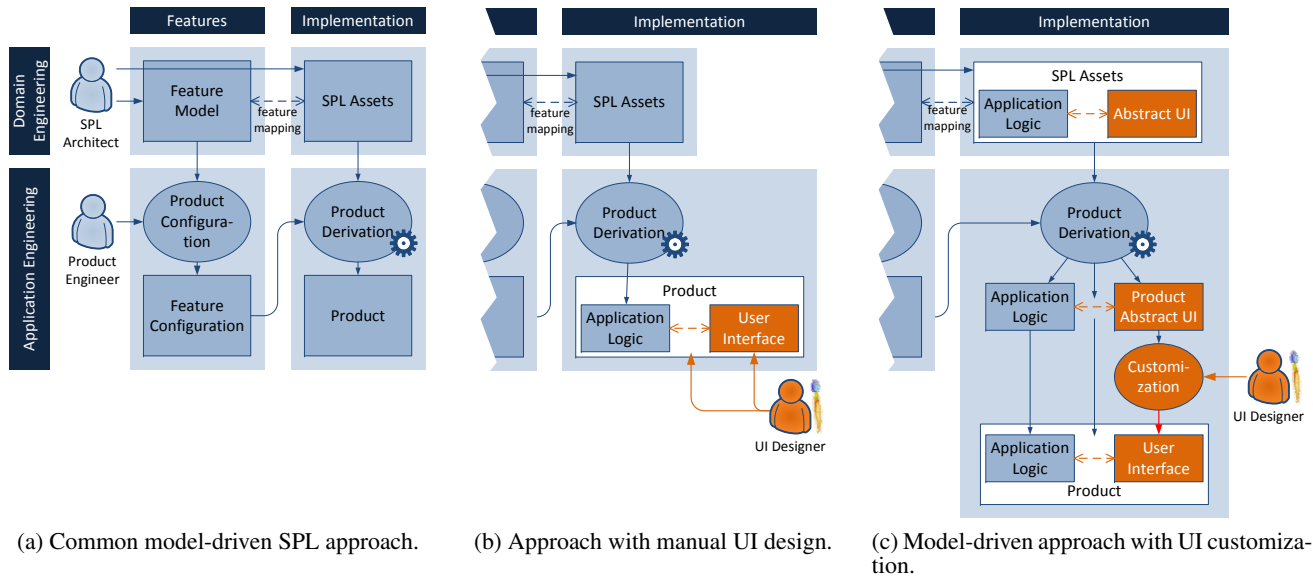 Features
Implementation
Domain
Engineering
SPL
Architect
Feature
Model
feature
mapping
SPL Assets
Application Engineering
Product
Engineer
Product
Configura-
tion
Product
Derivation
Feature
Configuration
Product
(a) Common model-driven SPL approach.
Implementation
feature
mapping
SPL Assets
Product
Derivation
Product
Application
Logic
User
Interface
UI Designer
(b) Approach with manual UI design.
Implementation
feature
mapping
SPL Assets
Application
Logic
Abstract UI
Product
Derivation
Application
Logic
Product
Abstract UI
Customi-
zation
UI Designer
Application
Logic
User
Interface
Product
(c) Model-driven approach with UI customiza-
tion.